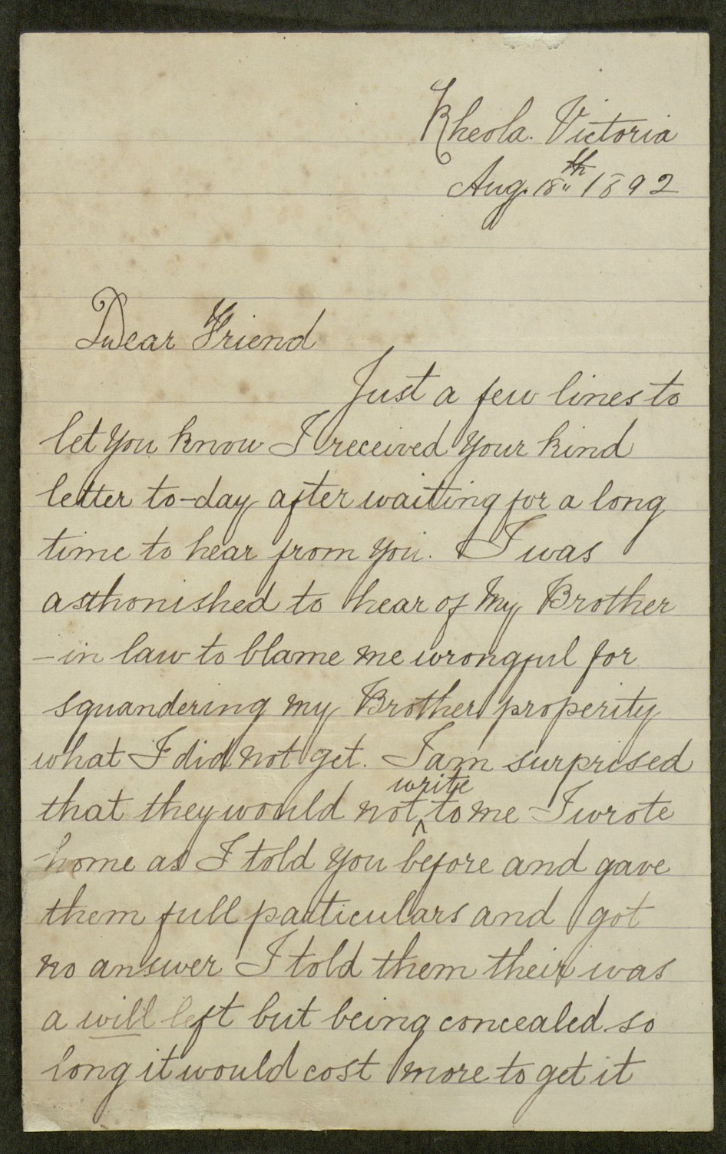 Kheola. Victoria
Aug. 18th 1892
Dear Friend
Just a few lines to
let you know I received your kind
letter to-day after waiting for a long
time to hear from you. I was
asthonished to hear of my Brother
-in law to blame me wrongful for
squandering my Brother properity
what I did not get. I am surprised
write
that they would not ^ to me I wrote
home as I told you before and gave
them full particulars and got
no answer I told them their was
a will left but being concealed so
long it would cost more to get it